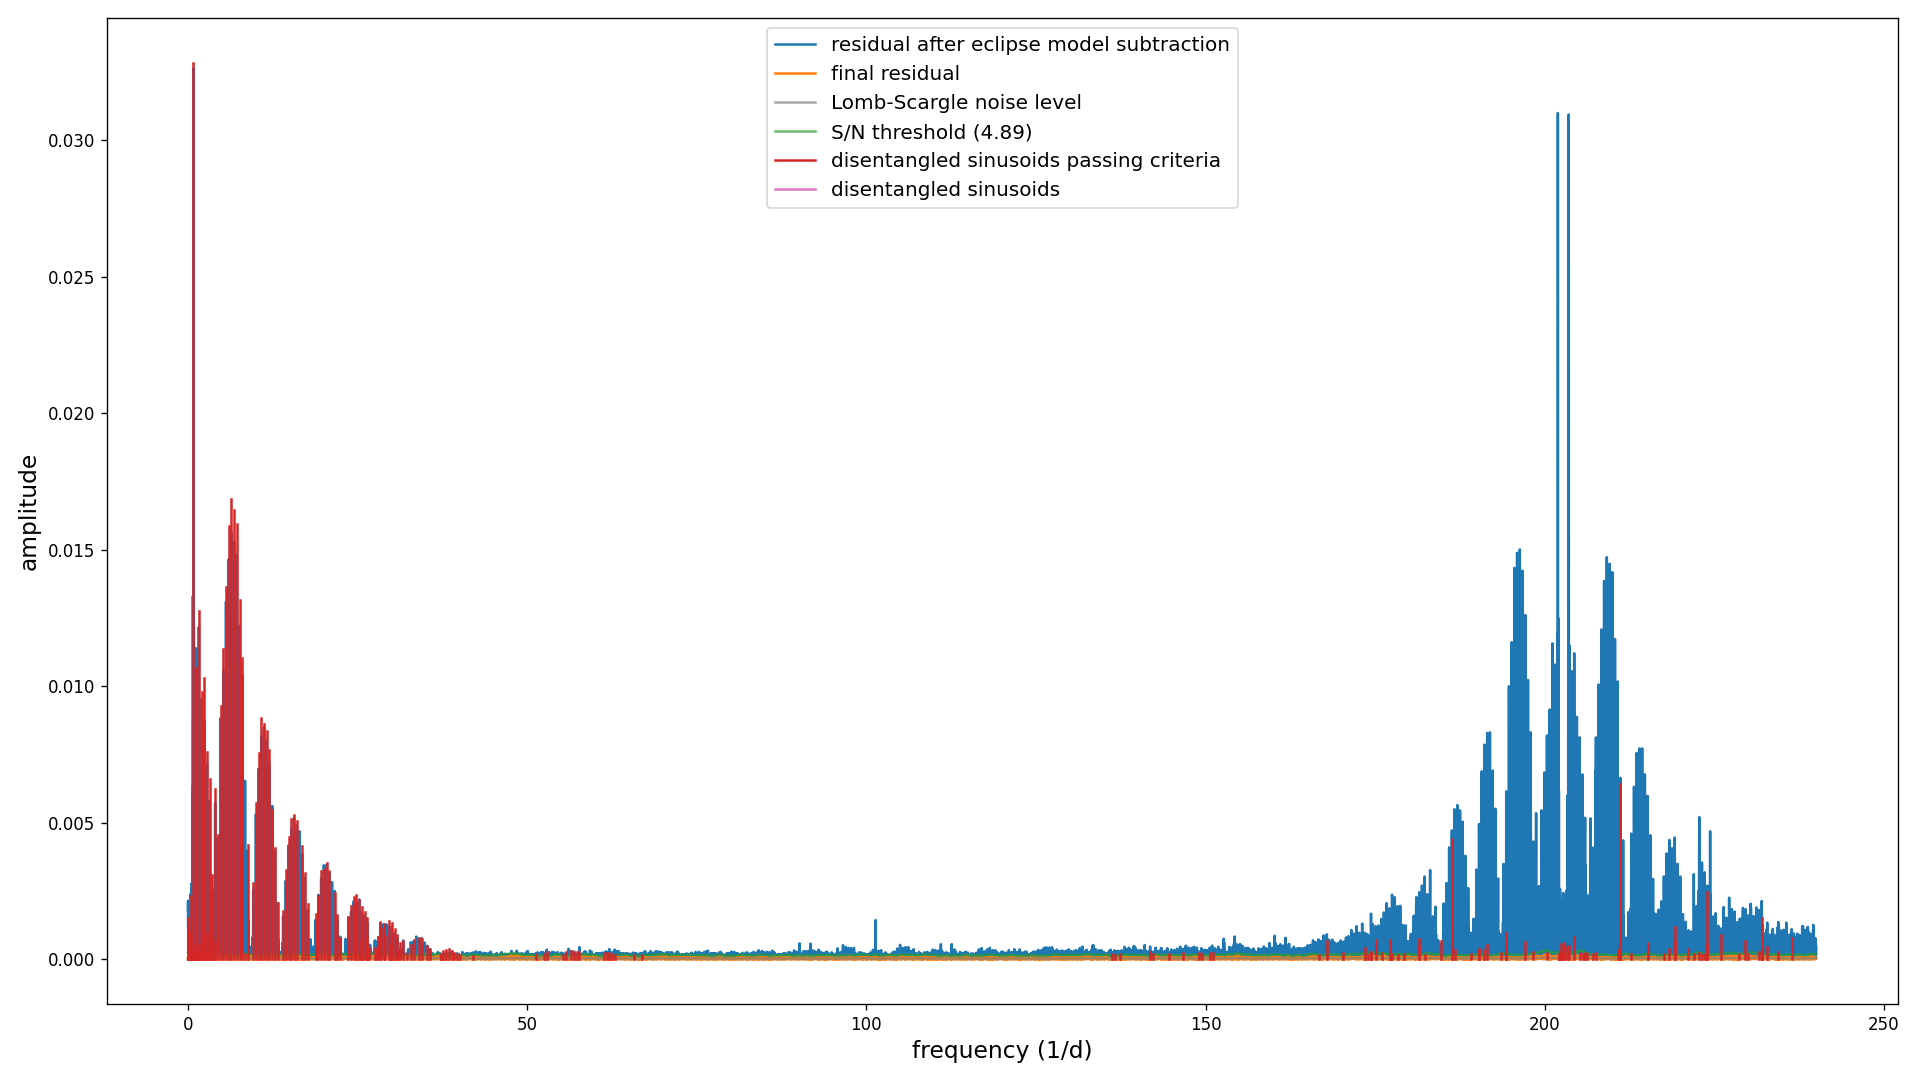 residual after eclipse model subtraction
final residual
Lomb-Scargle noise level
S/N threshold (4.89)
disentangled sinusoids passing criteria
disentangled sinusoids
amplitude
0.030
0.025
0.020
0.015
0.010
0.005
0.000
0 50 100 150 200 250
frequency (1/d)